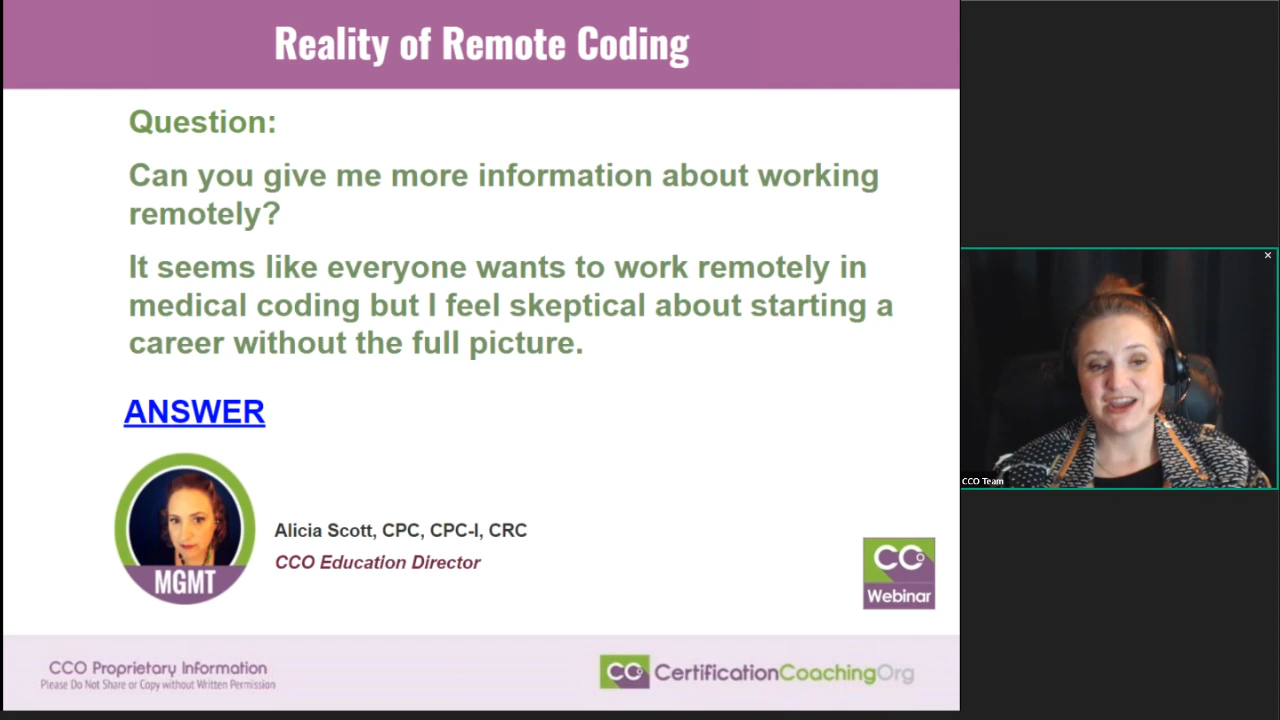 Reality of Remote Coding
Question:
Can you give me more information about working
remotely?
It seems like everyone wants to work remotely in
medical coding but I feel skeptical about starting a
career without the full picture.
ANSWER
MGMT
Alicia Scott, CPC, CPC-I, CRC
CCO Education Director
CCO
Webinar
CCO Proprietary Information
Please Do Not Share or Copy without Written Permission
CCO CertificationCoachingOrg
CCO Team